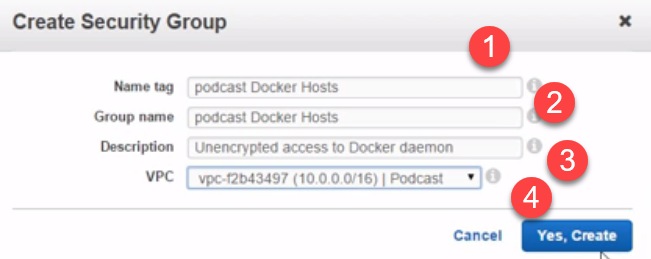 Create Security Group ×
1
Name tag podcast Docker Hosts
2
Group name podcast Docker Hosts
Description Unencrypted access to Docker daemon
3
VPC vpc-f2b43497 (10.0.0.0/16) | Podcast
4
Cancel Yes, Create